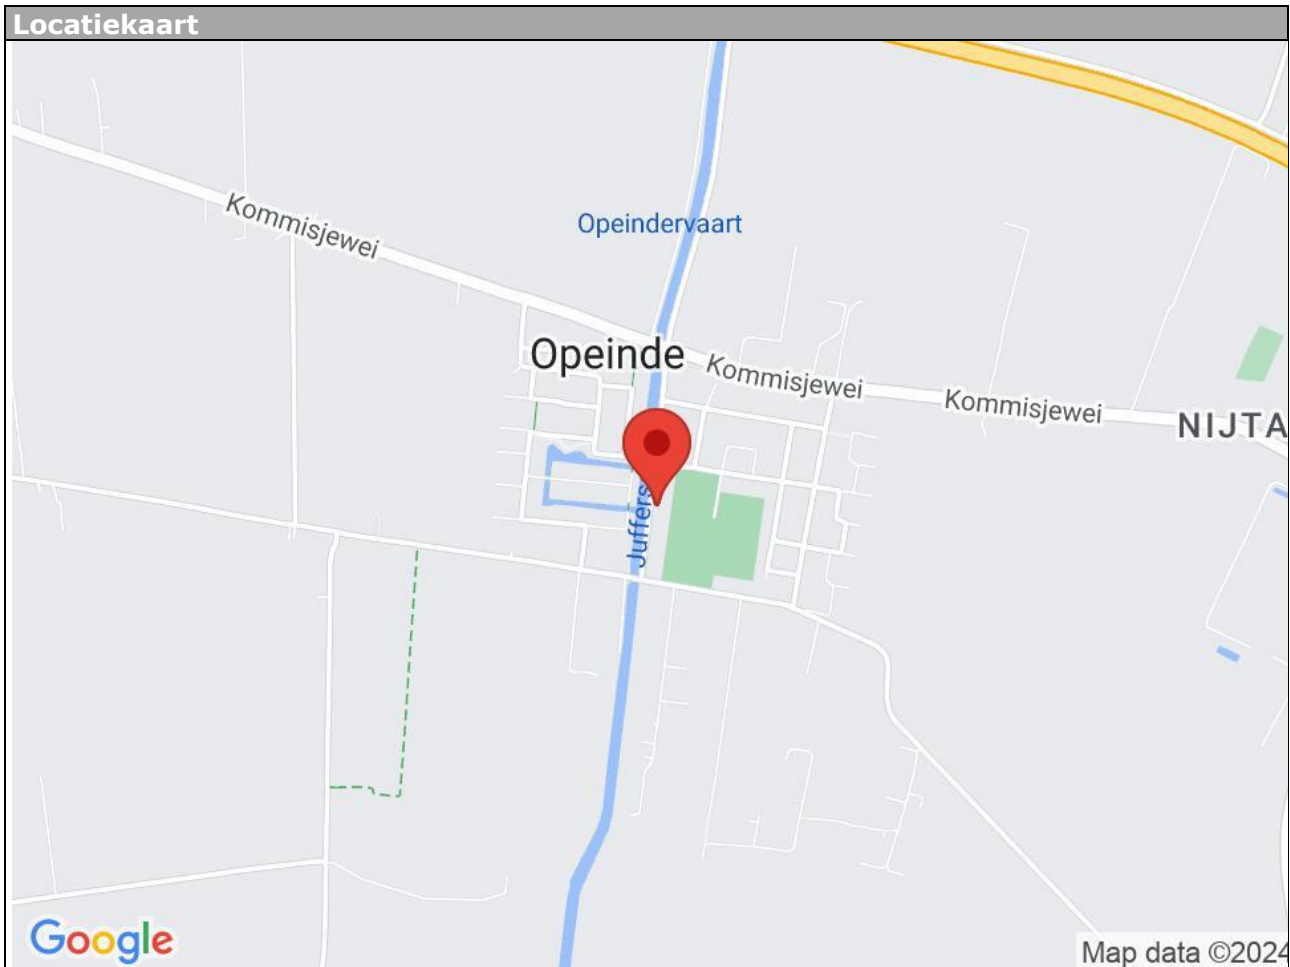 Locatiekaart
Kommisjewei
Opeindervaart
Opeinde
Kommisjewei
Kommisjewei
NIJTA
Juffers
Google
Map data ©2024